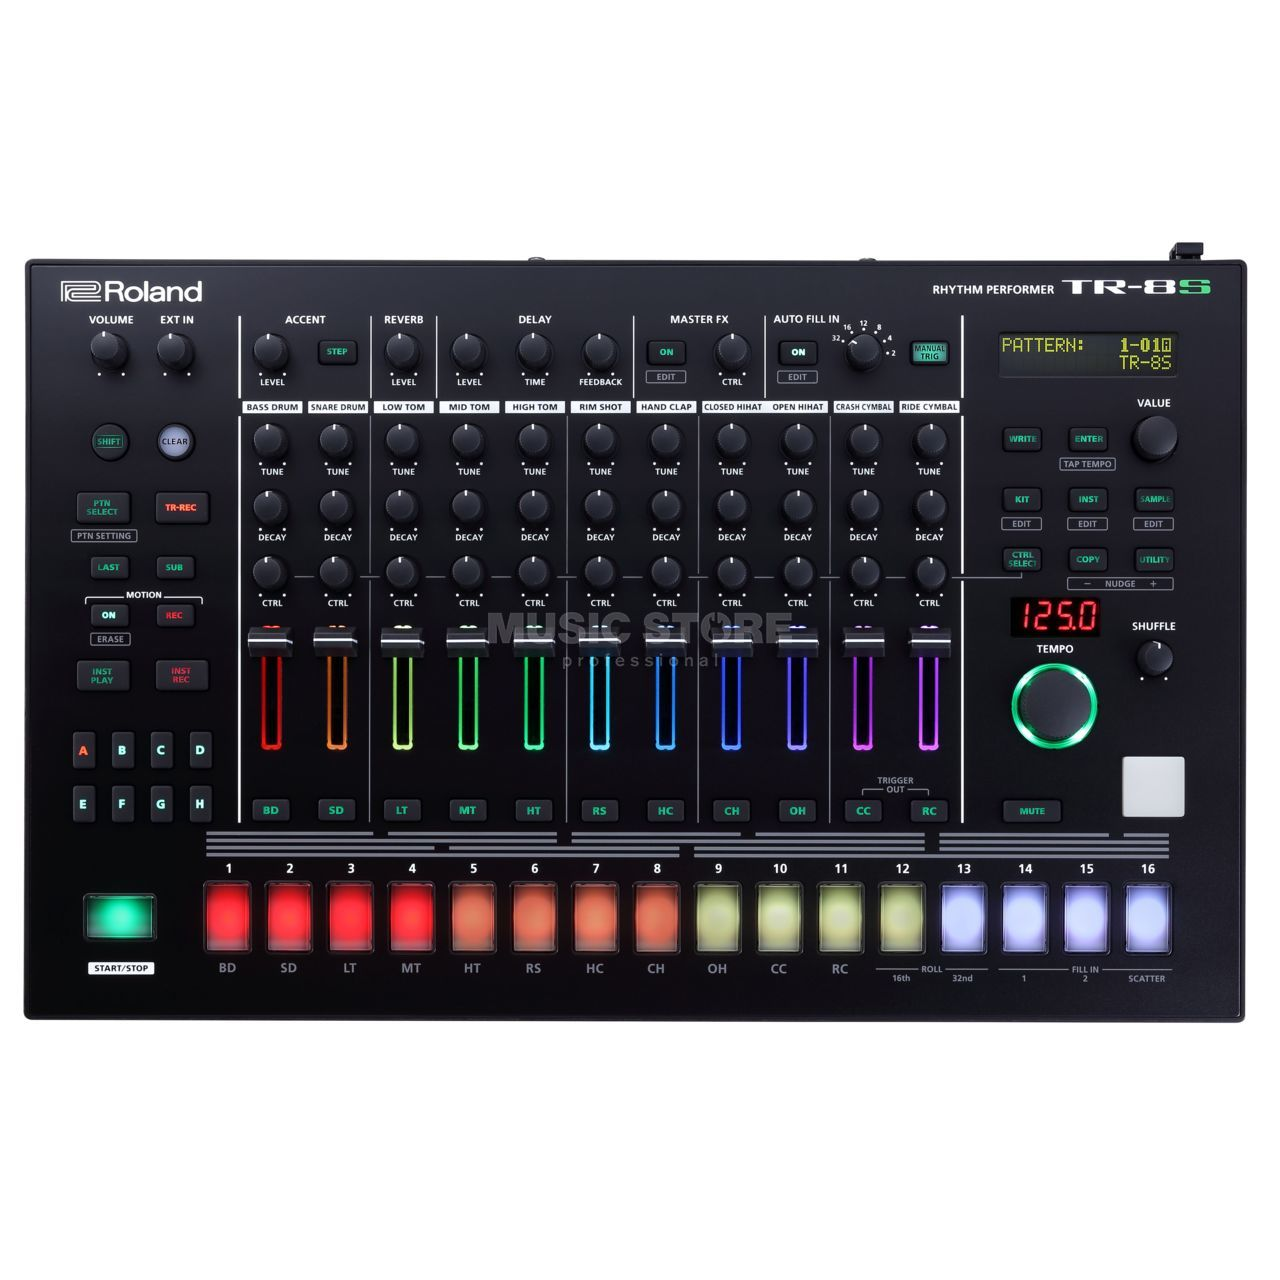 Roland
RHYTHM PERFORMER TR-8S
VOLUME EXT IN
ACCENT REVERB DELAY MASTER FX AUTO FILL IN
STEP
ON
ON
32 16 12 8 4 2
MANUAL TRIG
LEVEL LEVEL LEVEL TIME FEEDBACK
EDIT
CTRL
EDIT
PATTERN: 1-01
TR-8S
BASS DRUM SNARE DRUM LOW TOM MID TOM HIGH TOM RIM SHOT HAND CLAP CLOSED HIHAT OPEN HIHAT CRASH CYMBAL RIDE CYMBAL
VALUE
SHIFT CLEAR
WRITE ENTER
TAP TEMPO
TUNE TUNE TUNE TUNE TUNE TUNE TUNE TUNE TUNE TUNE TUNE
PTN SELECT TR-REC
PTN SETTING
KIT INST SAMPLE
EDIT EDIT EDIT
DECAY DECAY DECAY DECAY DECAY DECAY DECAY DECAY DECAY DECAY DECAY
LAST SUB
CTRL SELECT COPY UTILITY
– NUDGE +
MOTION
ON REC
ERASE
CTRL CTRL CTRL CTRL CTRL CTRL CTRL CTRL CTRL CTRL CTRL
125.0
TEMPO
SHUFFLE
MUSIC STORE
professional
INST PLAY INST REC
A B C D
E F G H
TRIGGER OUT
BD SD LT MT HT RS HC CH OH CC RC
MUTE
1 2 3 4 5 6 7 8 9 10 11 12 13 14 15 16
START/STOP
BD SD LT MT HT RS HC CH OH CC RC
16th ROLL 32nd
1 FILL IN 2 SCATTER